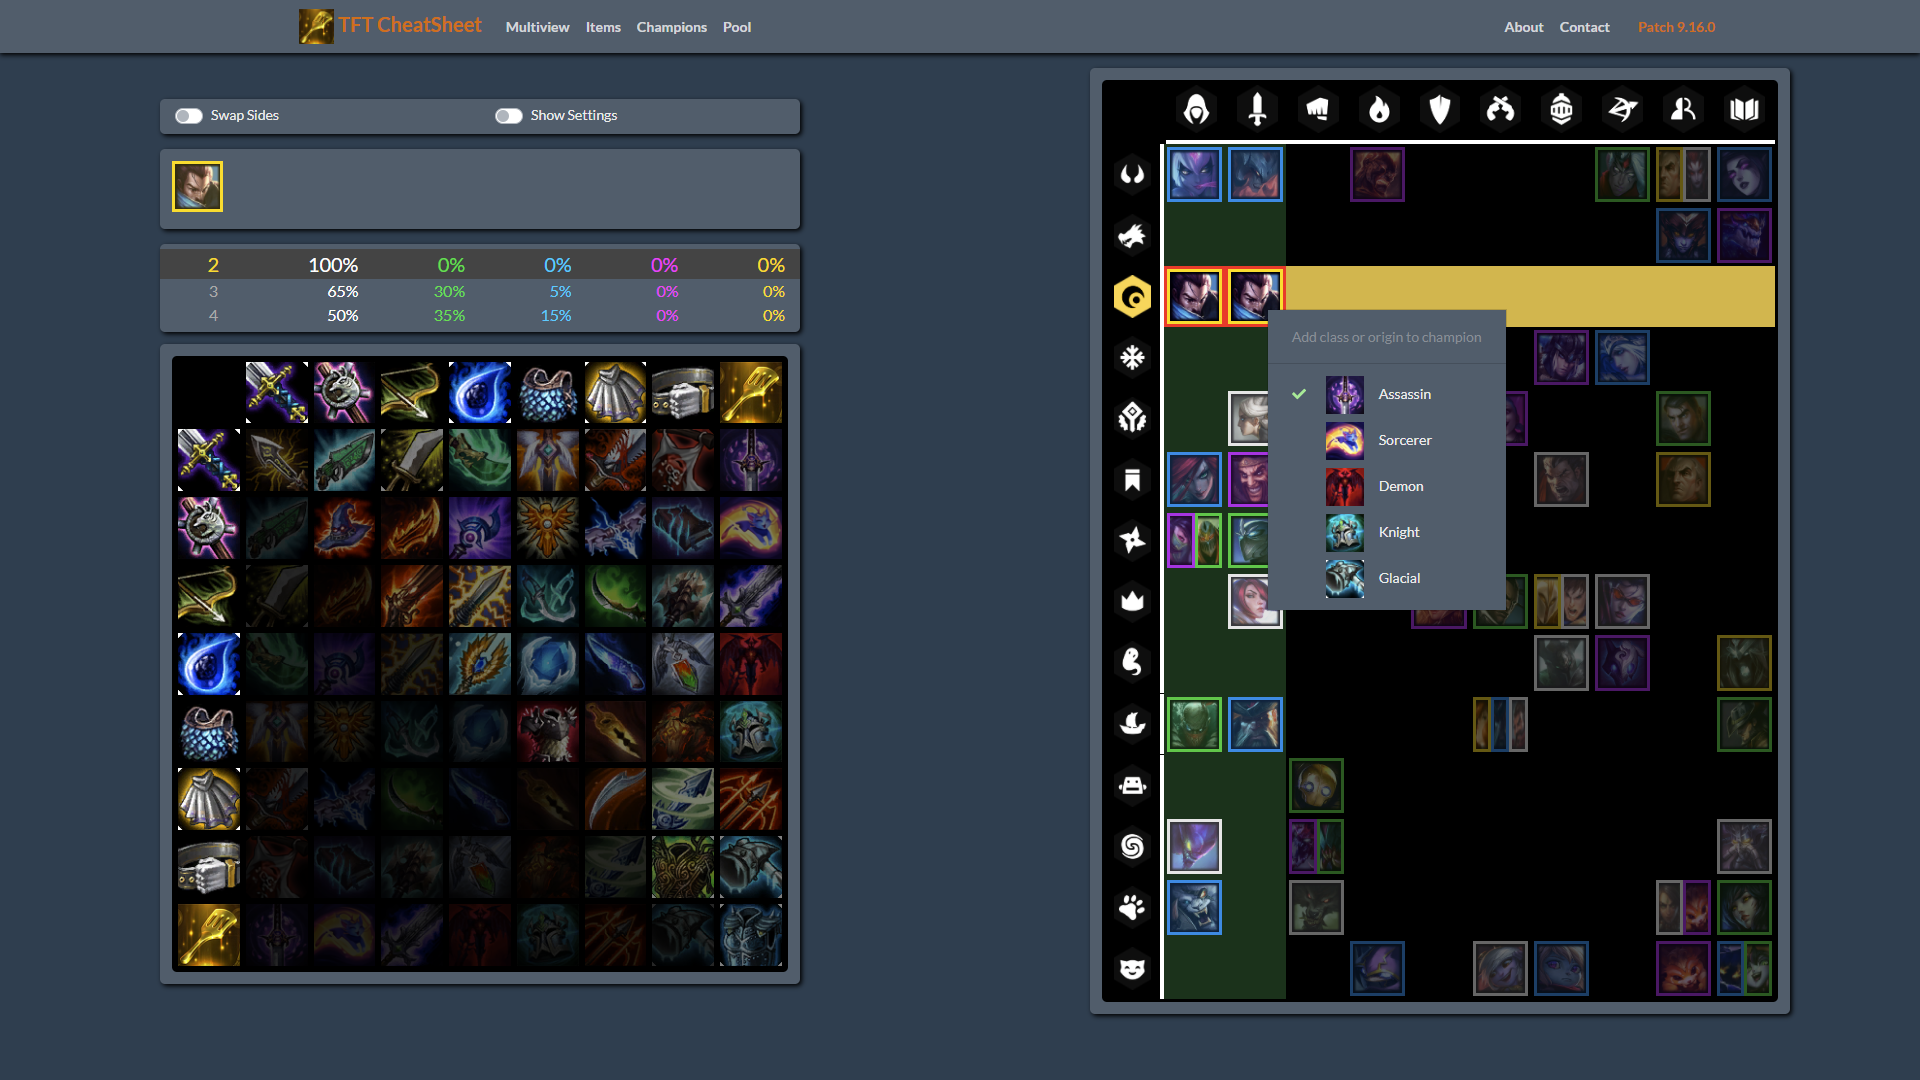 TFT CheatSheet Multiview Items Champions Pool About Contact Patch 9.16.0
Swap Sides Show Settings
2 100% 0% 0% 0% 0%
3 65% 30% 5% 0% 0%
4 50% 35% 15% 0% 0%
Add class or origin to champion
Assassin
Sorcerer
Demon
Knight
Glacial